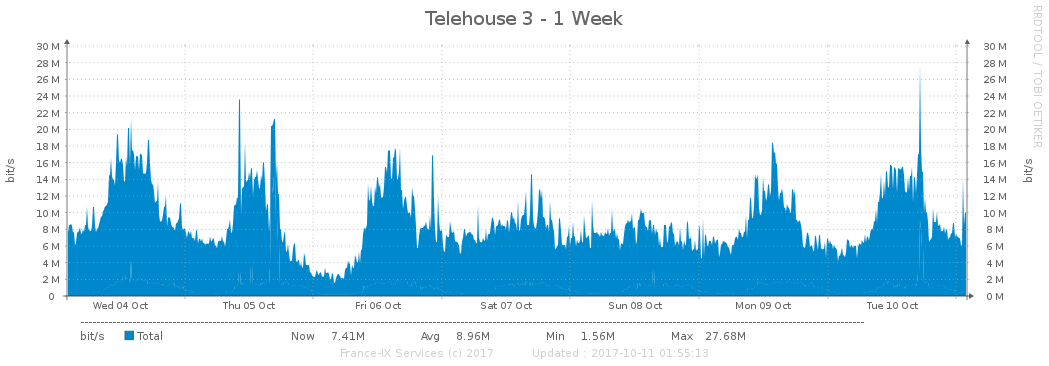 Telehouse 3 - 1 Week
RRDTOOL / TOBI OETIKER
bit/s
30 M 30 M
28 M 28 M
26 M 26 M
24 M 24 M
22 M 22 M
20 M 20 M
18 M 18 M
16 M 16 M
14 M 14 M
12 M 12 M
10 M 10 M
8 M 8 M
6 M 6 M
4 M 4 M
2 M 2 M
0 0 M
bit/s
Wed 04 Oct Thu 05 Oct Fri 06 Oct Sat 07 Oct Sun 08 Oct Mon 09 Oct Tue 10 Oct
bit/s Total Now 7.41M Avg 8.96M Min 1.56M Max 27.68M
France-IX Services (c) 2017 Updated : 2017-10-11 01:55:13